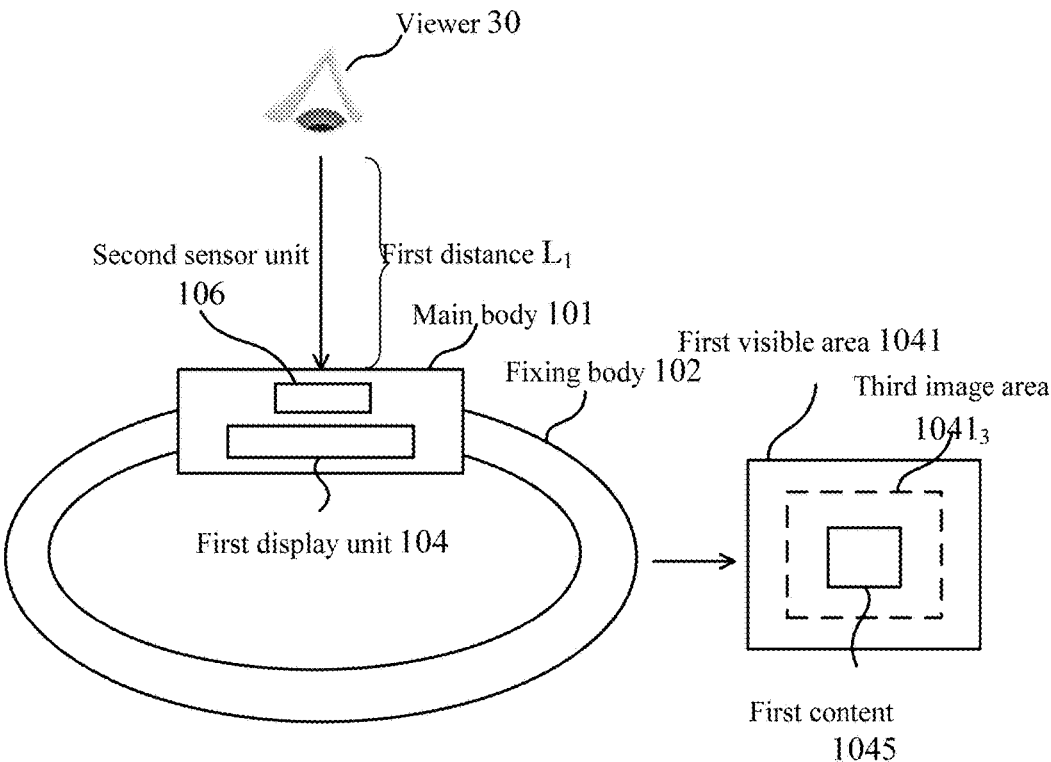 Viewer 30
Second sensor unit
106
First distance L₁
Main body 101
Fixing body 102
First visible area 1041
Third image area
1041₃
First display unit 104
First content
1045